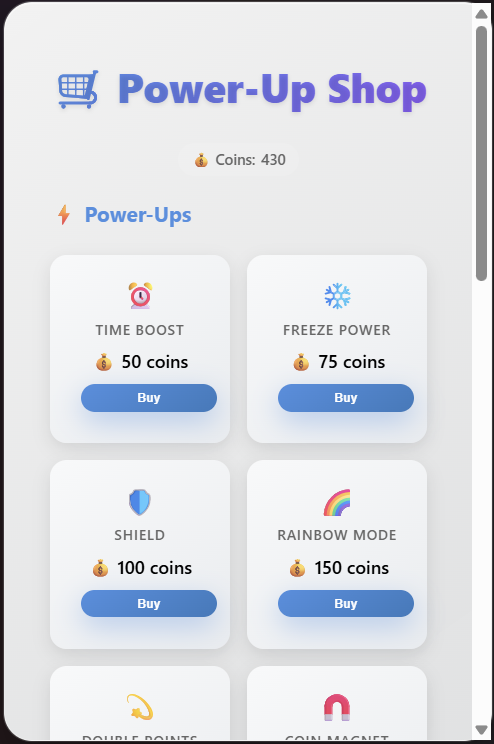 Power-Up Shop
Coins: 430
Power-Ups
TIME BOOST
50 coins
Buy
FREEZE POWER
75 coins
Buy
SHIELD
100 coins
Buy
RAINBOW MODE
150 coins
Buy
DOUBLE POINTS
COIN MAGNET